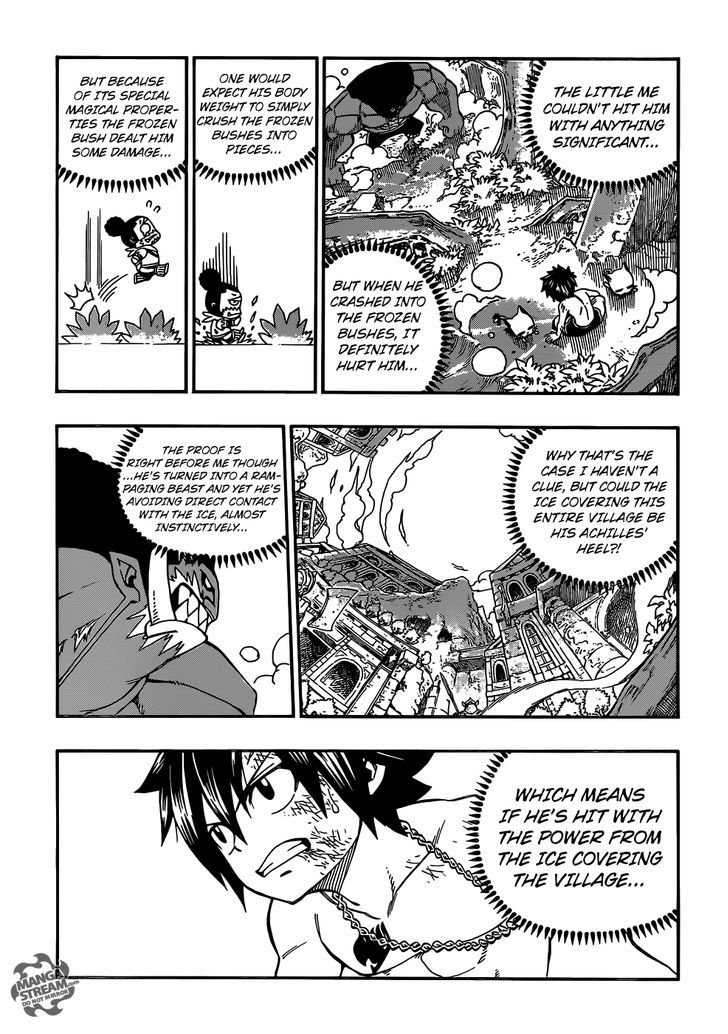 THE LITTLE ME
COULDN'T HIT HIM
WITH ANYTHING
SIGNIFICANT...
BUT WHEN HE
CRASHED INTO
THE FROZEN
BUSHES, IT
DEFINITELY
HURT HIM...
ONE WOULD
EXPECT HIS BODY
WEIGHT TO SIMPLY
CRUSH THE FROZEN
BUSHES INTO
PIECES...
BUT BECAUSE
OF ITS SPECIAL
MAGICAL PROPER-
TIES THE FROZEN
BUSH DEALT HIM
SOME DAMAGE...
WHY THAT'S THE
CASE I HAVEN'T A
CLUE, BUT COULD THE
ICE COVERING THIS
ENTIRE VILLAGE BE
HIS ACHILLES'
HEEL?!
THE PROOF IS
RIGHT BEFORE ME THOUGH
...HE'S TURNED INTO A RAM-
PAGING BEAST AND YET HE'S
AVOIDING DIRECT CONTACT
WITH THE ICE, ALMOST
INSTINCTIVELY...
WHICH MEANS
IF HE'S HIT WITH
THE POWER FROM
THE ICE COVERING
THE VILLAGE...
MANGA
STREAM.com
DO NOT MIRROR